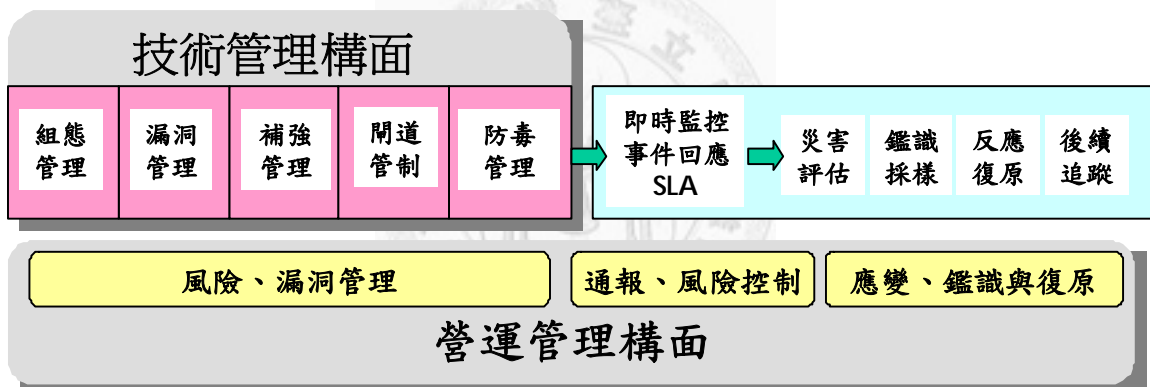 技術管理構面
組態
管理
漏洞
管理
補強
管理
閘道
管制
防毒
管理
即時監控
事件回應
SLA
災害
評估
鑑識
採樣
反應
復原
後續
追蹤
風險、漏洞管理
通報、風險控制
應變、鑑識與復原
營運管理構面